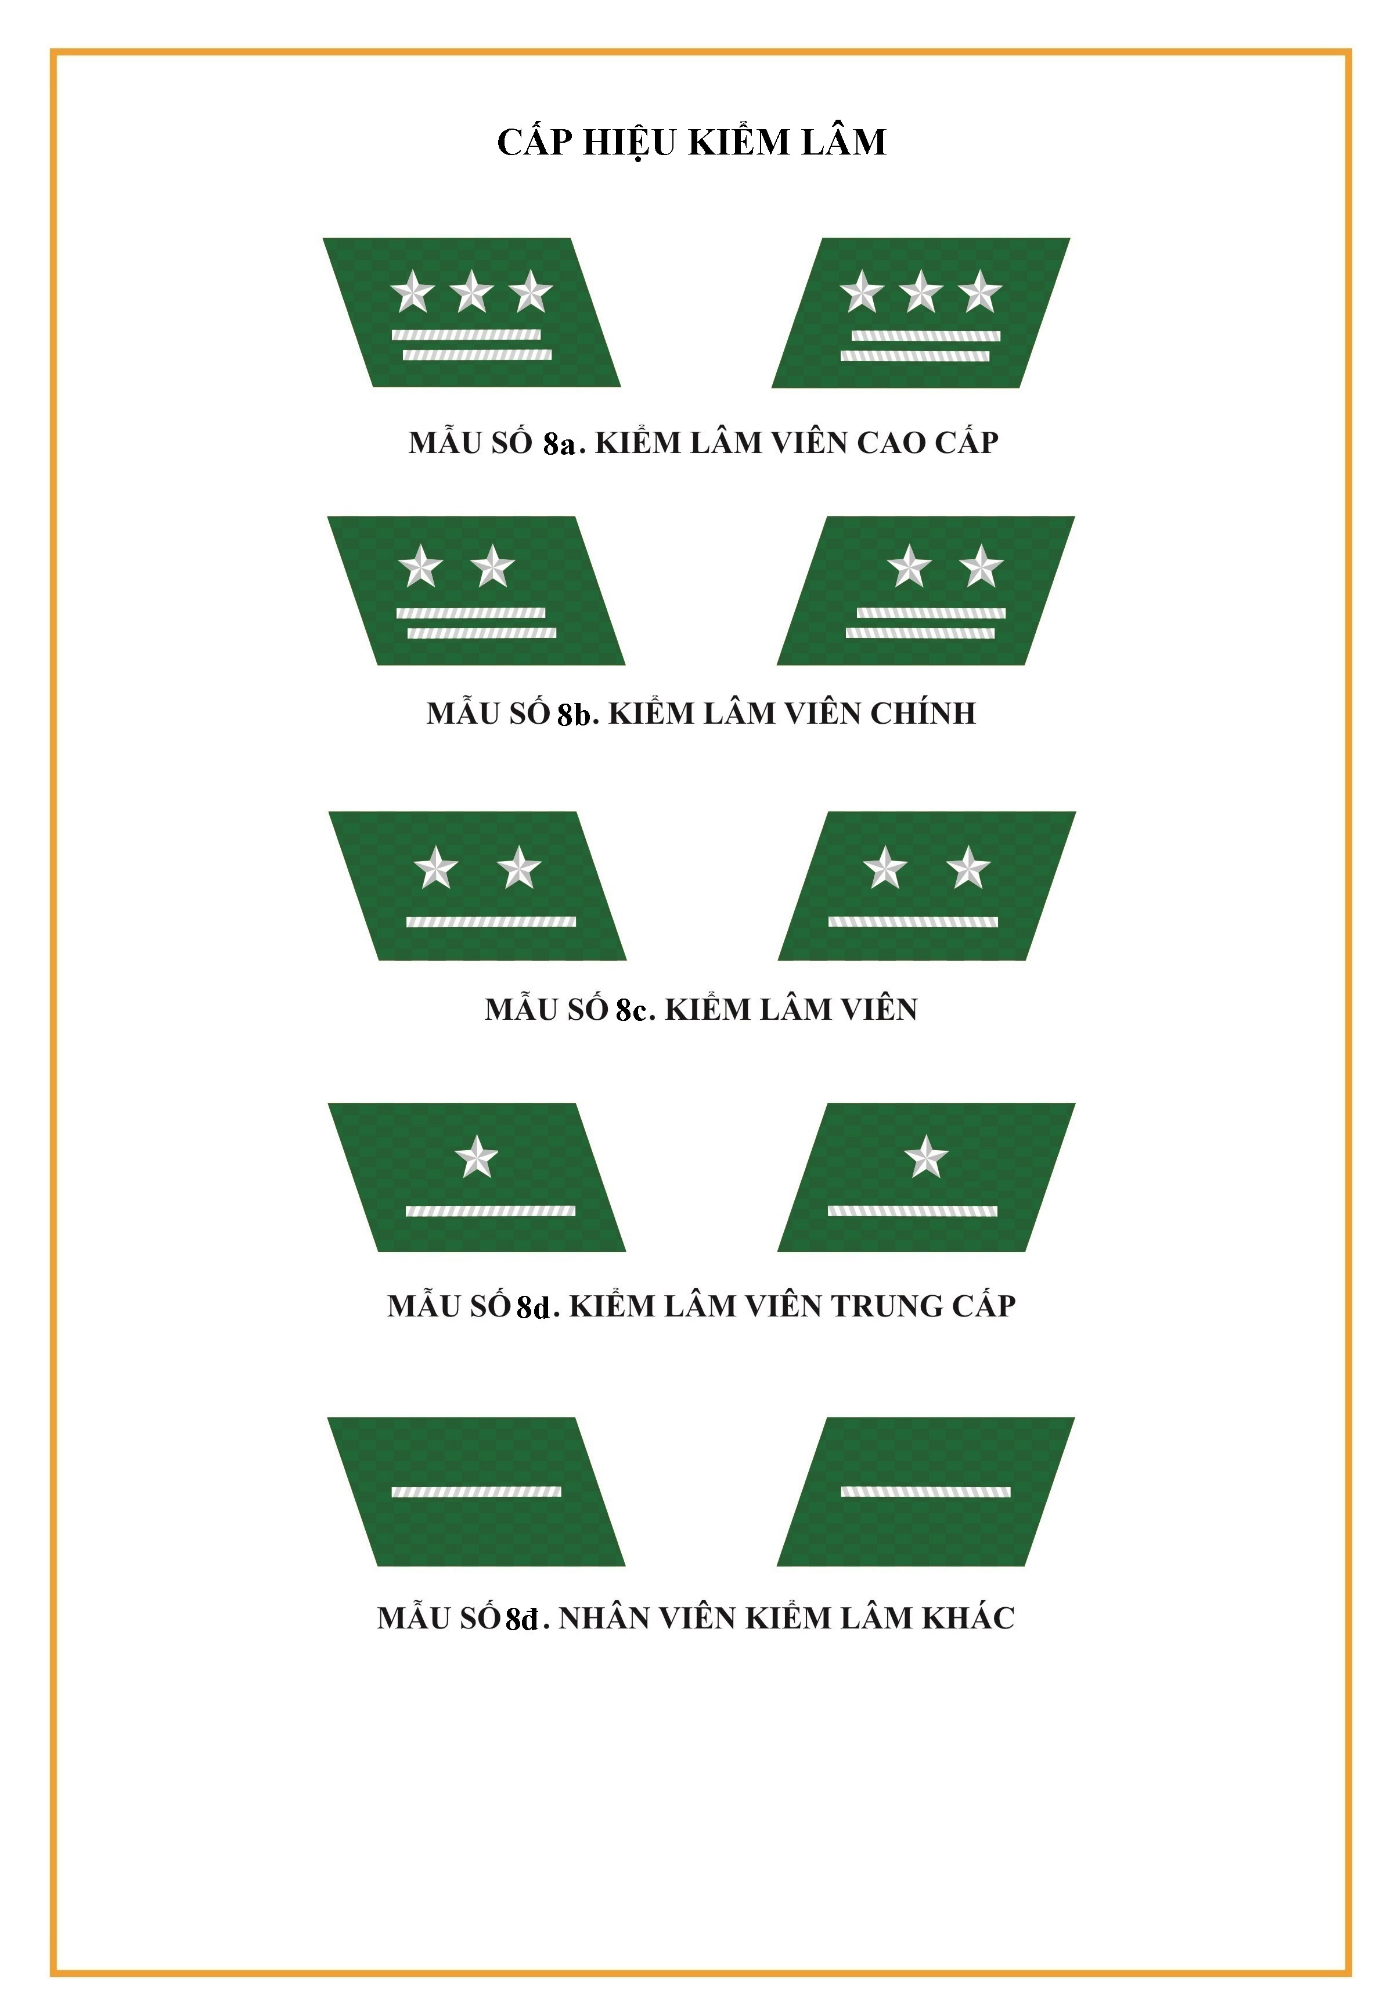 CẤP HIỆU KIỂM LÂM
MẪU SỐ 8a. KIỂM LÂM VIÊN CAO CẤP
MẪU SỐ 8b. KIỂM LÂM VIÊN CHÍNH
MẪU SỐ 8c. KIỂM LÂM VIÊN
MẪU SỐ 8d. KIỂM LÂM VIÊN TRUNG CẤP
MẪU SỐ 8đ. NHÂN VIÊN KIỂM LÂM KHÁC